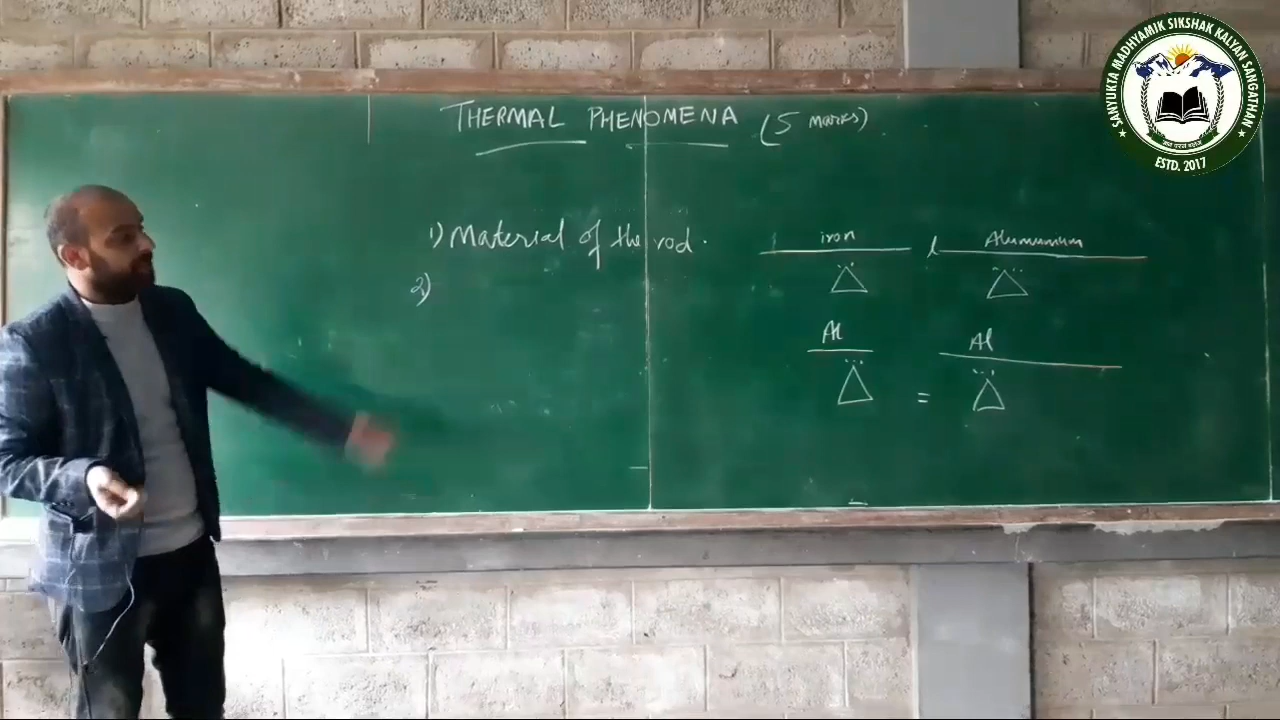 THERMAL PHENOMENA (5 marks)
1) Material of the rod.
2)
iron
l Alumunium
Al
Al
=
SANYUKTA MADHYAMIK SIKSHAK KALYAN SANGATHAN
ESTD. 2017